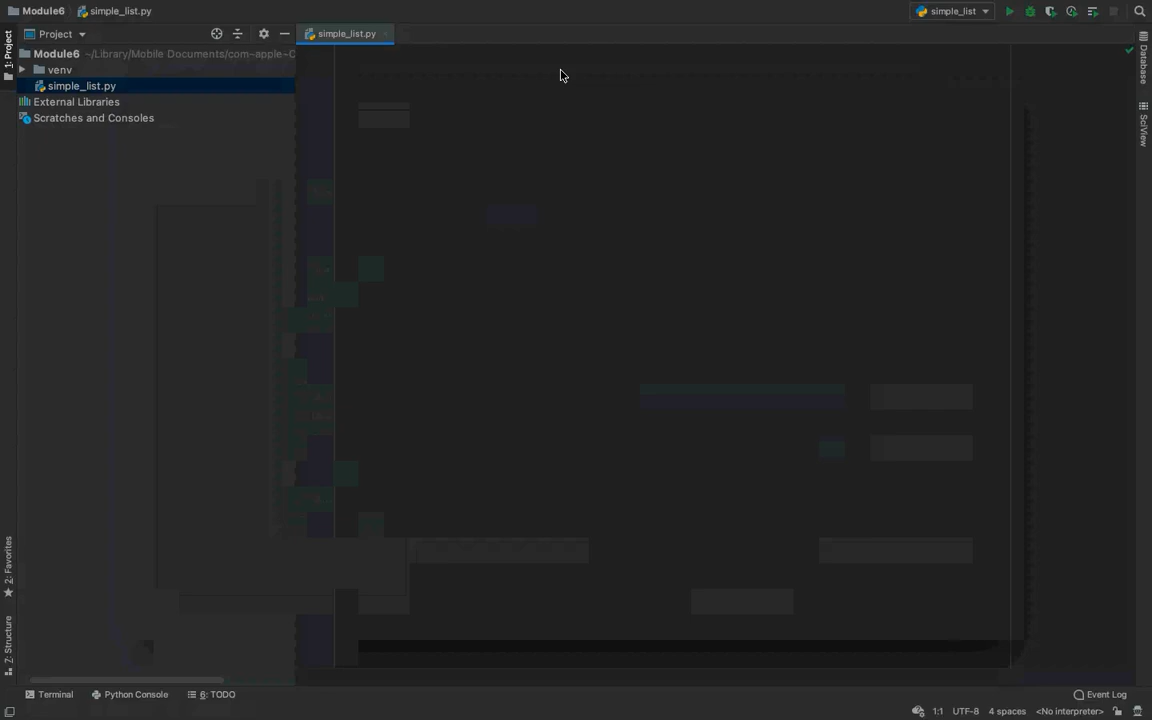 Module6 simple_list.py simple_list
1: Project
Project simple_list.py
Module6 ~/Library/Mobile Documents/com~apple~C
venv
simple_list.py
External Libraries
Scratches and Consoles
Database
SciView
2: Favorites
Z: Structure
Terminal Python Console 6: TODO Event Log
1:1 UTF-8 4 spaces <No interpreter>